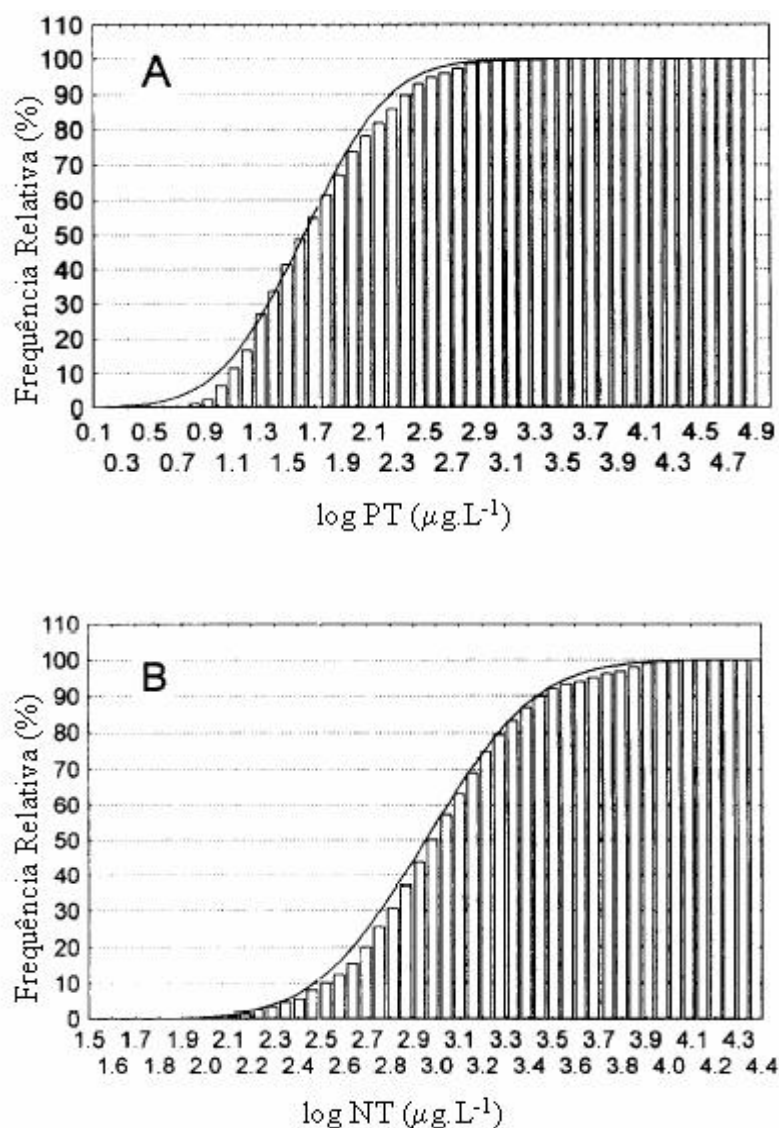 110
100
90
80
70
60
50
40
30
20
10
0
Frequência Relativa (%)
A
0.1 0.5 0.9 1.3 1.7 2.1 2.5 2.9 3.3 3.7 4.1 4.5 4.9
0.3 0.7 1.1 1.5 1.9 2.3 2.7 3.1 3.5 3.9 4.3 4.7
log PT (µg.L⁻¹)
110
100
90
80
70
60
50
40
30
20
10
0
Frequência Relativa (%)
B
1.5 1.7 1.9 2.1 2.3 2.5 2.7 2.9 3.1 3.3 3.5 3.7 3.9 4.1 4.3
1.6 1.8 2.0 2.2 2.4 2.6 2.8 3.0 3.2 3.4 3.6 3.8 4.0 4.2 4.4
log NT (µg.L⁻¹)